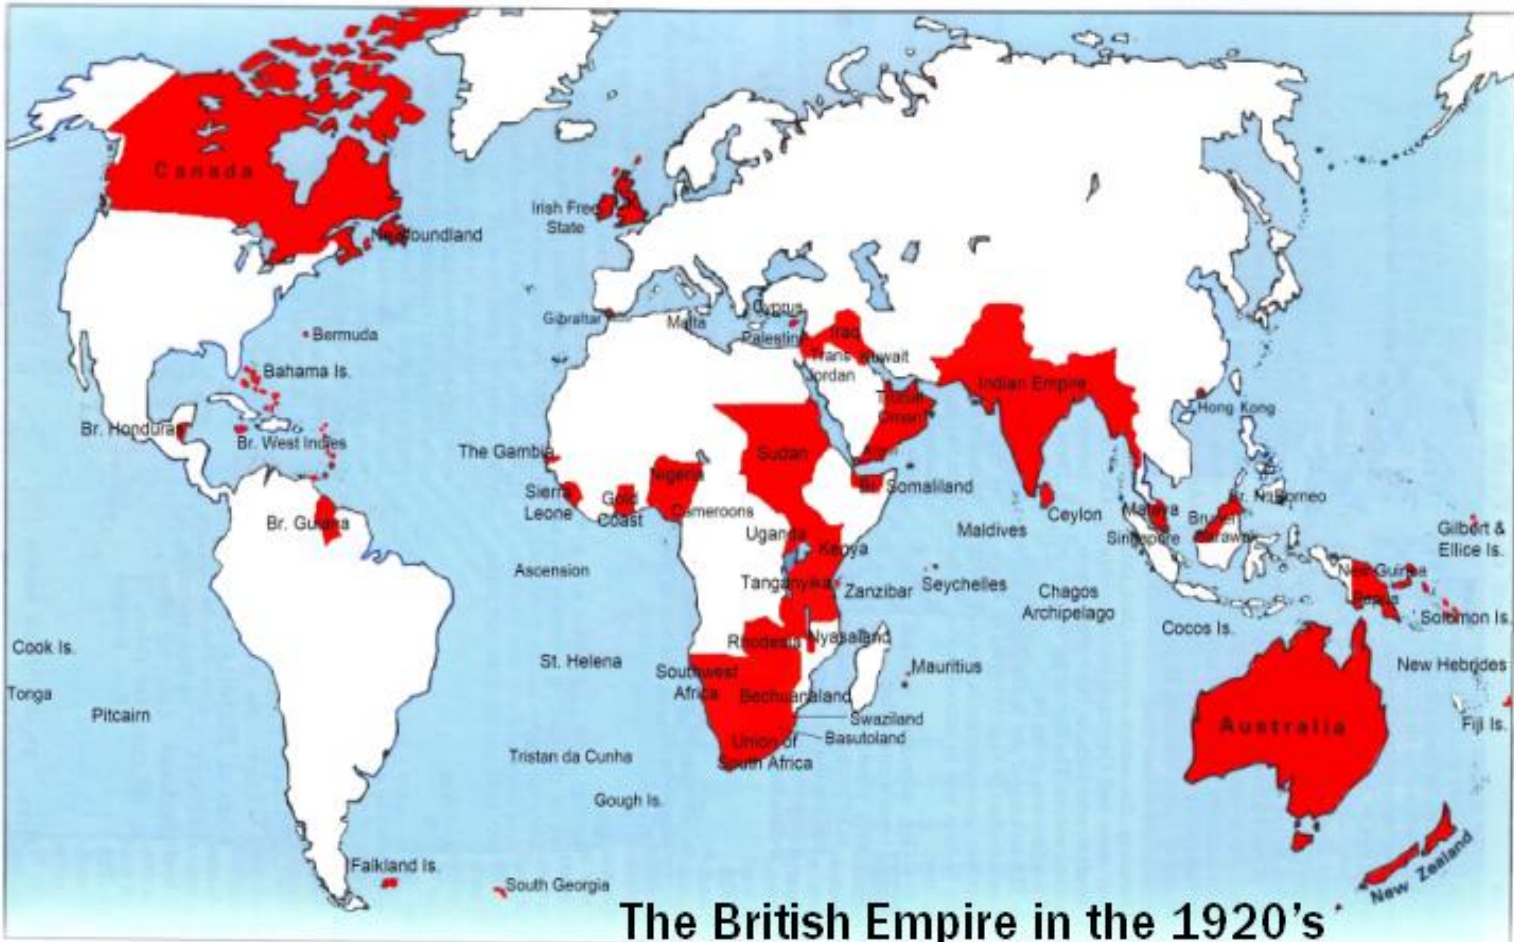 Canada
Newfoundland
Irish Free
State
Gibraltar
Malta
Cyprus
Palestine
Iraq
Trans
Jordan
Kuwait
Bermuda
Bahama Is.
Br. Honduras
Br. West Indies
Br. Guiana
The Gambia
Sierra
Leone
Gold
Coast
Nigeria
Cameroons
Sudan
Trucial
Oman
Br. Somaliland
Indian Empire
Hong Kong
Maldives
Ceylon
Malaya
Singapore
Brunei
Sarawak
Br. N. Borneo
Gilbert &
Ellice Is.
Uganda
Kenya
Tanganyika
Zanzibar
Seychelles
Chagos
Archipelago
Ascension
New Guinea
Papua
Solomon Is.
Cocos Is.
Cook Is.
Tonga
Pitcairn
St. Helena
Rhodesia
Nyasaland
Southwest
Africa
Bechuanaland
Mauritius
Swaziland
Basutoland
Union of
South Africa
New Hebrides
Fiji Is.
Australia
Tristan da Cunha
Gough Is.
Falkland Is.
South Georgia
New Zealand
The British Empire in the 1920's